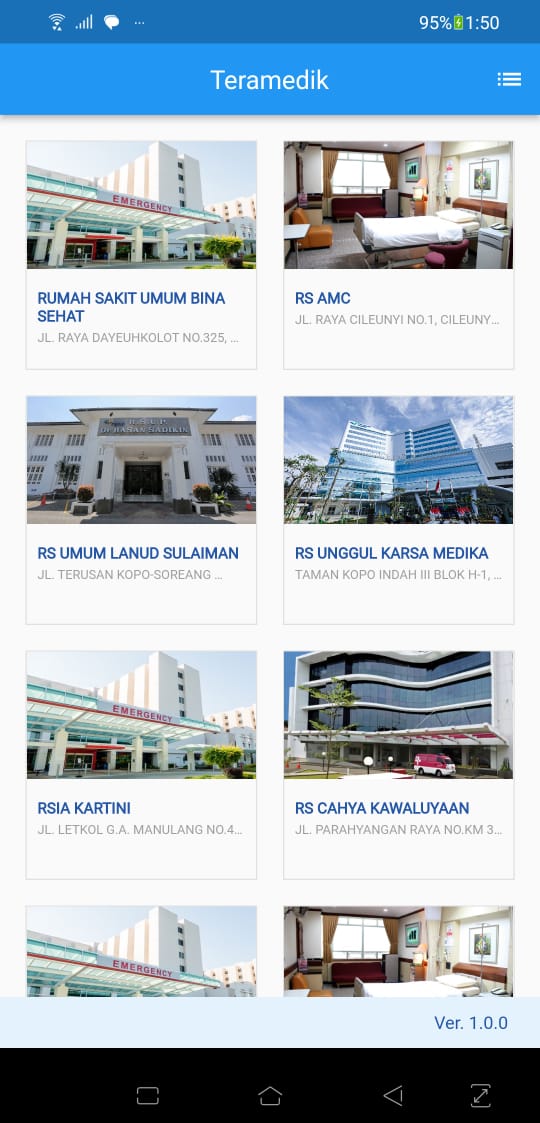 95% 1:50
Teramedik
EMERGENCY
RUMAH SAKIT UMUM BINA
SEHAT
JL. RAYA DAYEUHKOLOT NO.325, ...
RS AMC
JL. RAYA CILEUNYI NO.1, CILEUNY...
R.S.U.P.
Dr. HASAN SADIKIN
RS UMUM LANUD SULAIMAN
JL. TERUSAN KOPO-SOREANG ...
RS UNGGUL KARSA MEDIKA
TAMAN KOPO INDAH III BLOK H-1, ...
EMERGENCY
RSIA KARTINI
JL. LETKOL G.A. MANULANG NO.4...
RS CAHYA KAWALUYAAN
JL. PARAHYANGAN RAYA NO.KM 3...
EMERGENCY
Ver. 1.0.0